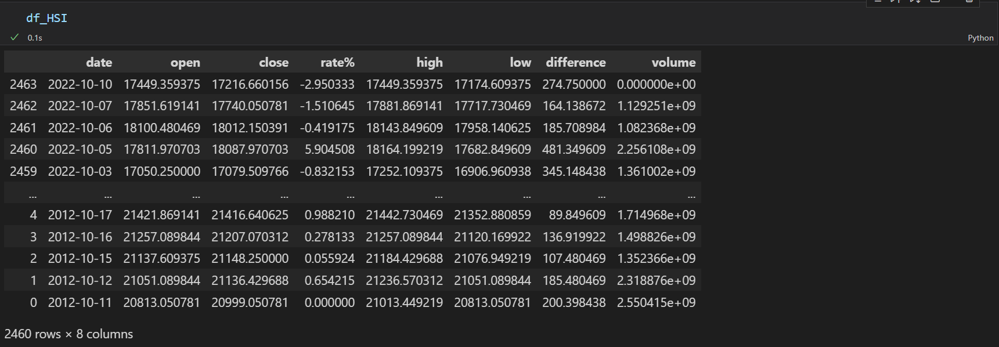 df_HSI
0.1s
Python
date open close rate% high low difference volume
2463 2022-10-10 17449.359375 17216.660156 -2.950333 17449.359375 17174.609375 274.750000 0.000000e+00
2462 2022-10-07 17851.619141 17740.050781 -1.510645 17881.869141 17717.730469 164.138672 1.129251e+09
2461 2022-10-06 18100.480469 18012.150391 -0.419175 18143.849609 17958.140625 185.708984 1.082368e+09
2460 2022-10-05 17811.970703 18087.970703 5.904508 18164.199219 17682.849609 481.349609 2.256108e+09
2459 2022-10-03 17050.250000 17079.509766 -0.832153 17252.109375 16906.960938 345.148438 1.361002e+09
... ... ... ... ... ... ... ... ...
4 2012-10-17 21421.869141 21416.640625 0.988210 21442.730469 21352.880859 89.849609 1.714968e+09
3 2012-10-16 21257.089844 21207.070312 0.278133 21257.089844 21120.169922 136.919922 1.498826e+09
2 2012-10-15 21137.609375 21148.250000 0.055924 21184.429688 21076.949219 107.480469 1.352366e+09
1 2012-10-12 21051.089844 21136.429688 0.654215 21236.570312 21051.089844 185.480469 2.318876e+09
0 2012-10-11 20813.050781 20999.050781 0.000000 21013.449219 20813.050781 200.398438 2.550415e+09
2460 rows × 8 columns